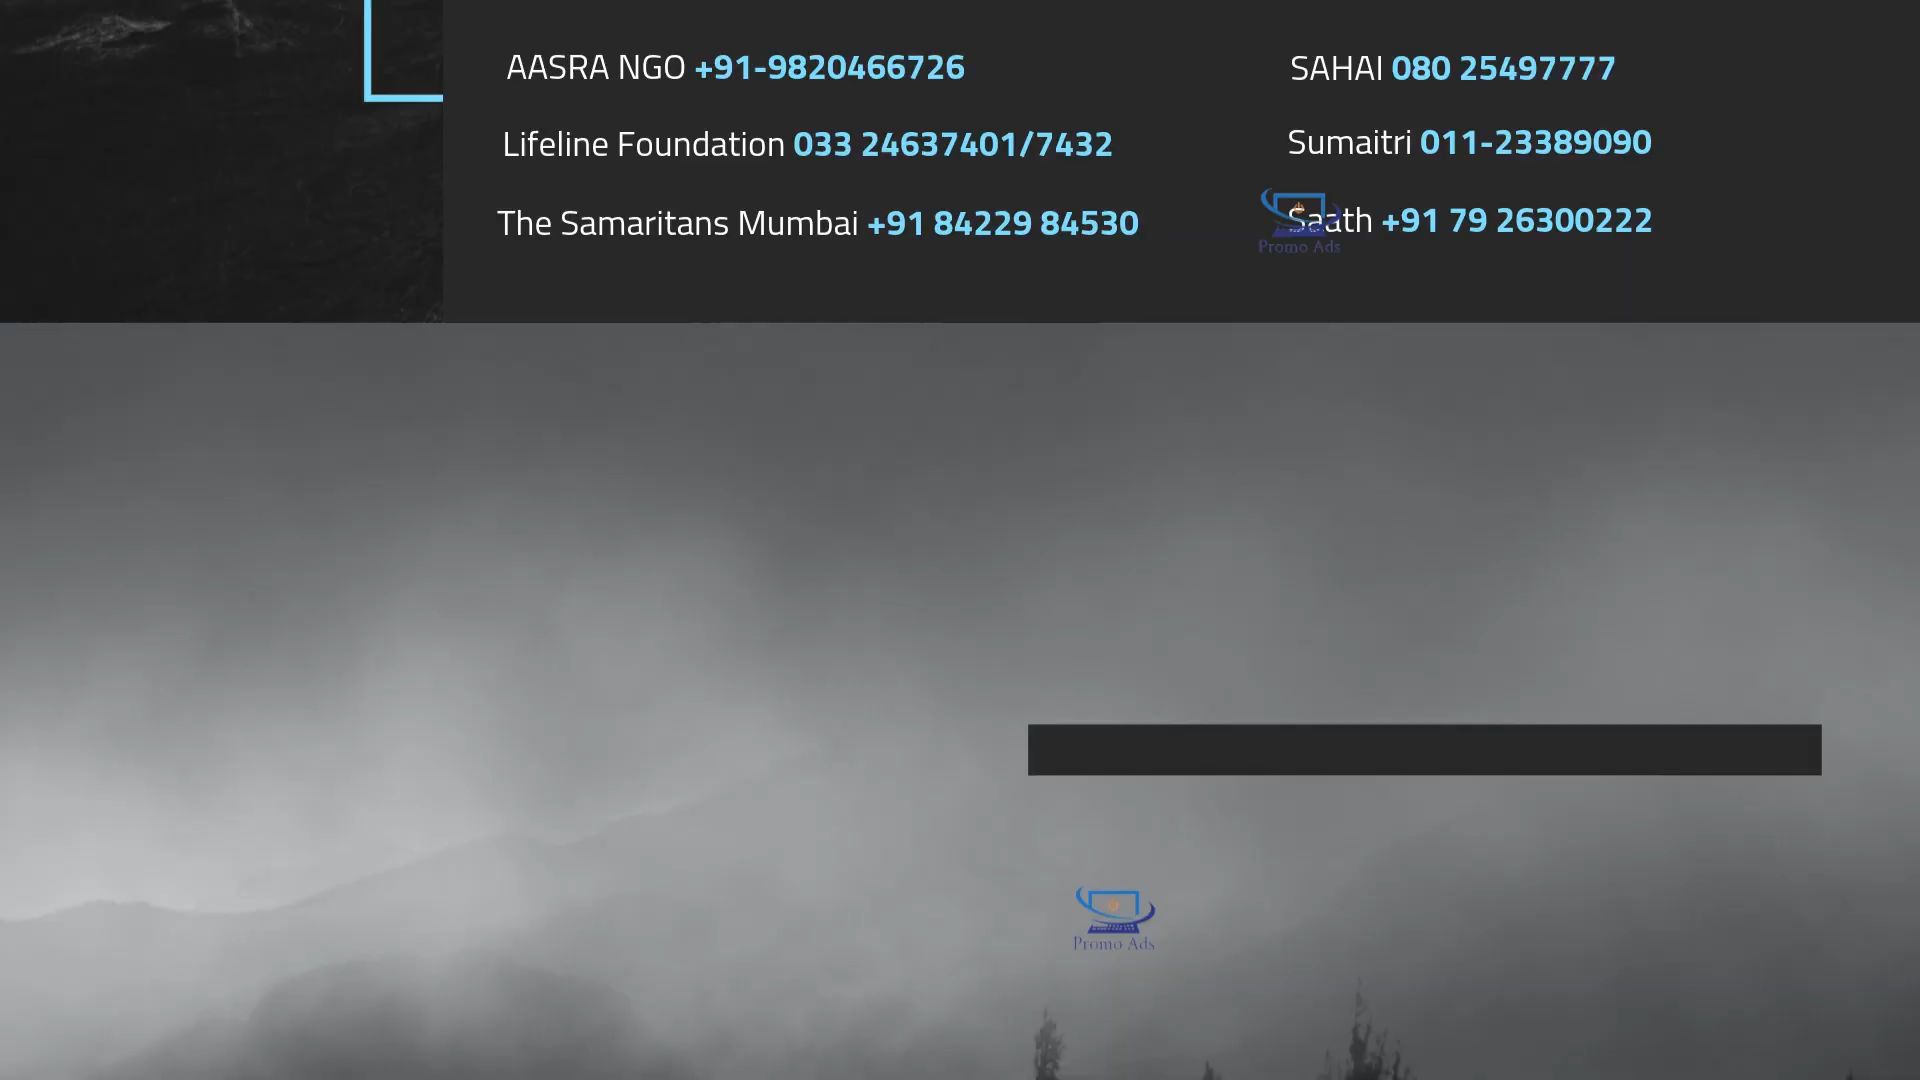 AASRA NGO +91-9820466726
Lifeline Foundation 033 24637401/7432
The Samaritans Mumbai +91 84229 84530
SAHAI 080 25497777
Sumaitri 011-23389090
Saath +91 79 26300222
Promo Ads
Promo Ads